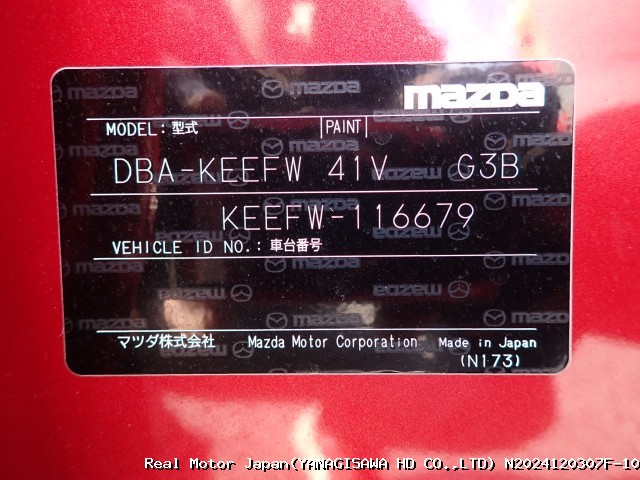 mazda
MODEL：型式 PAINT
DBA-KEEFW 41V G3B
KEEFW-116679
VEHICLE ID NO.：車台番号
マツダ株式会社 Mazda Motor Corporation Made in Japan
(N173)
Real Motor Japan(YANAGISAWA HD CO.,LTD) N2024120307F-10